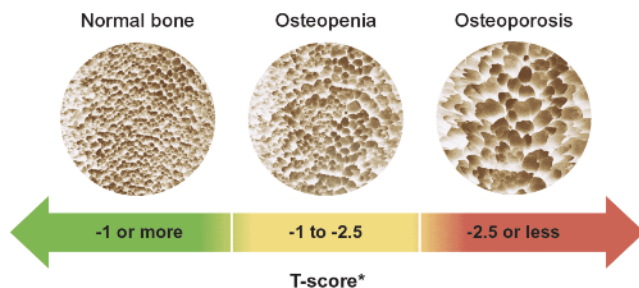 Normal bone
Osteopenia
Osteoporosis
-1 or more
-1 to -2.5
-2.5 or less
T-score*